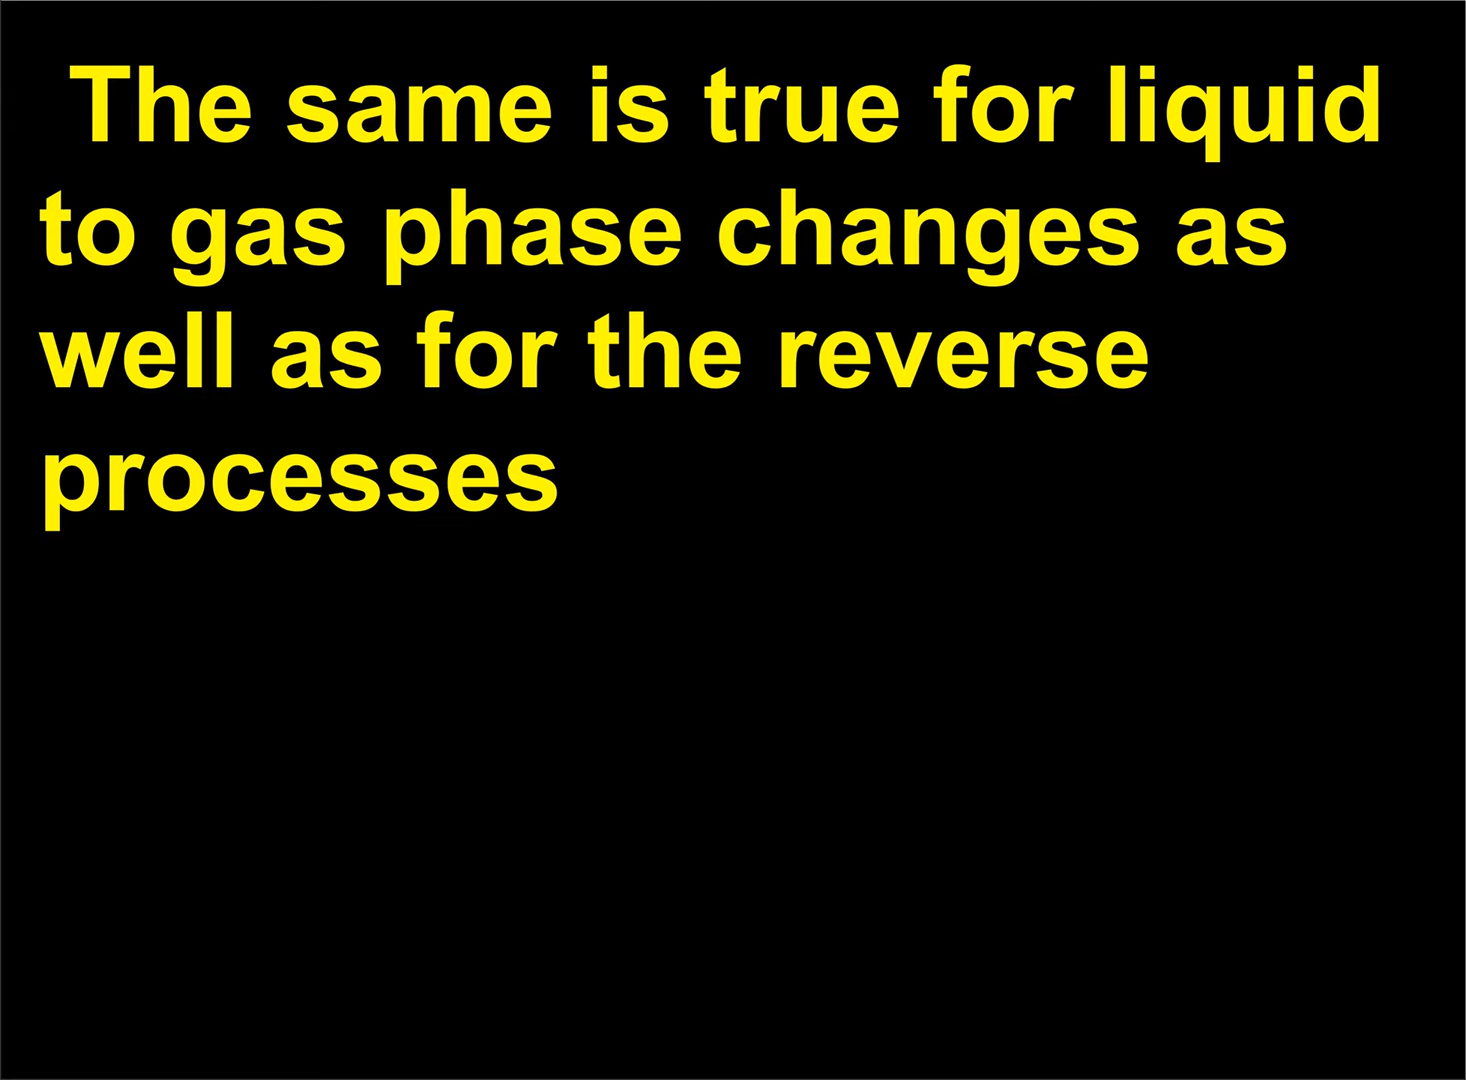 The same is true for liquid
to gas phase changes as
well as for the reverse
processes